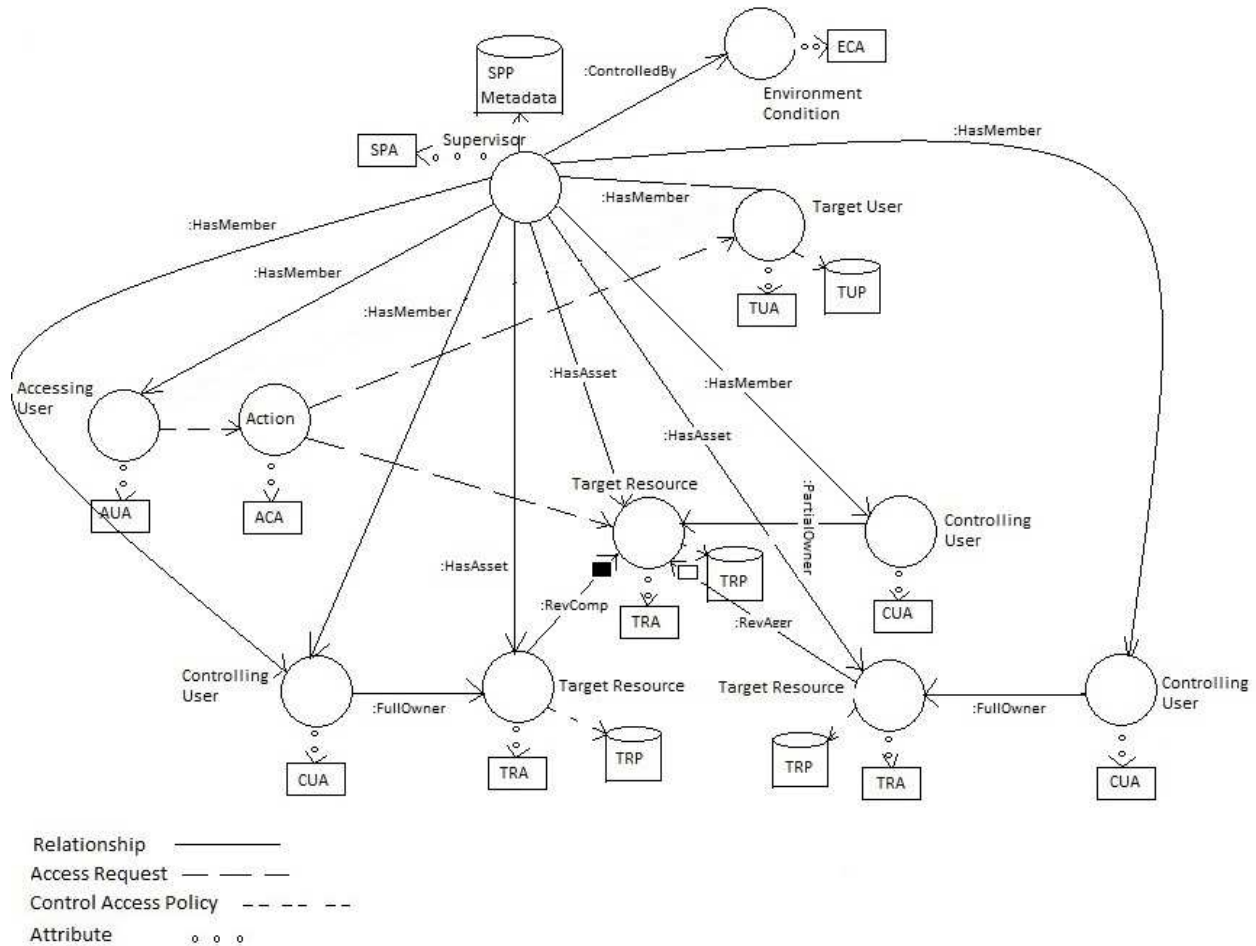 ECA
:ControlledBy
SPP
Metadata
Environment
Condition
:HasMember
Supervisor
SPA
:HasMember
Target User
:HasMember
:HasMember
TUP
TUA
:HasMember
:HasAsset
:HasMember
Accessing
User
Action
:HasAsset
Target Resource
:PartialOwner
AUA
ACA
Controlling
User
:HasAsset
TRP
:RevComp
TRA
:RevAggr
CUA
Controlling
User
Target Resource
Target Resource
Controlling
User
:FullOwner
:FullOwner
TRP
TRP
CUA
TRA
TRA
CUA
Relationship
Access Request
Control Access Policy
Attribute